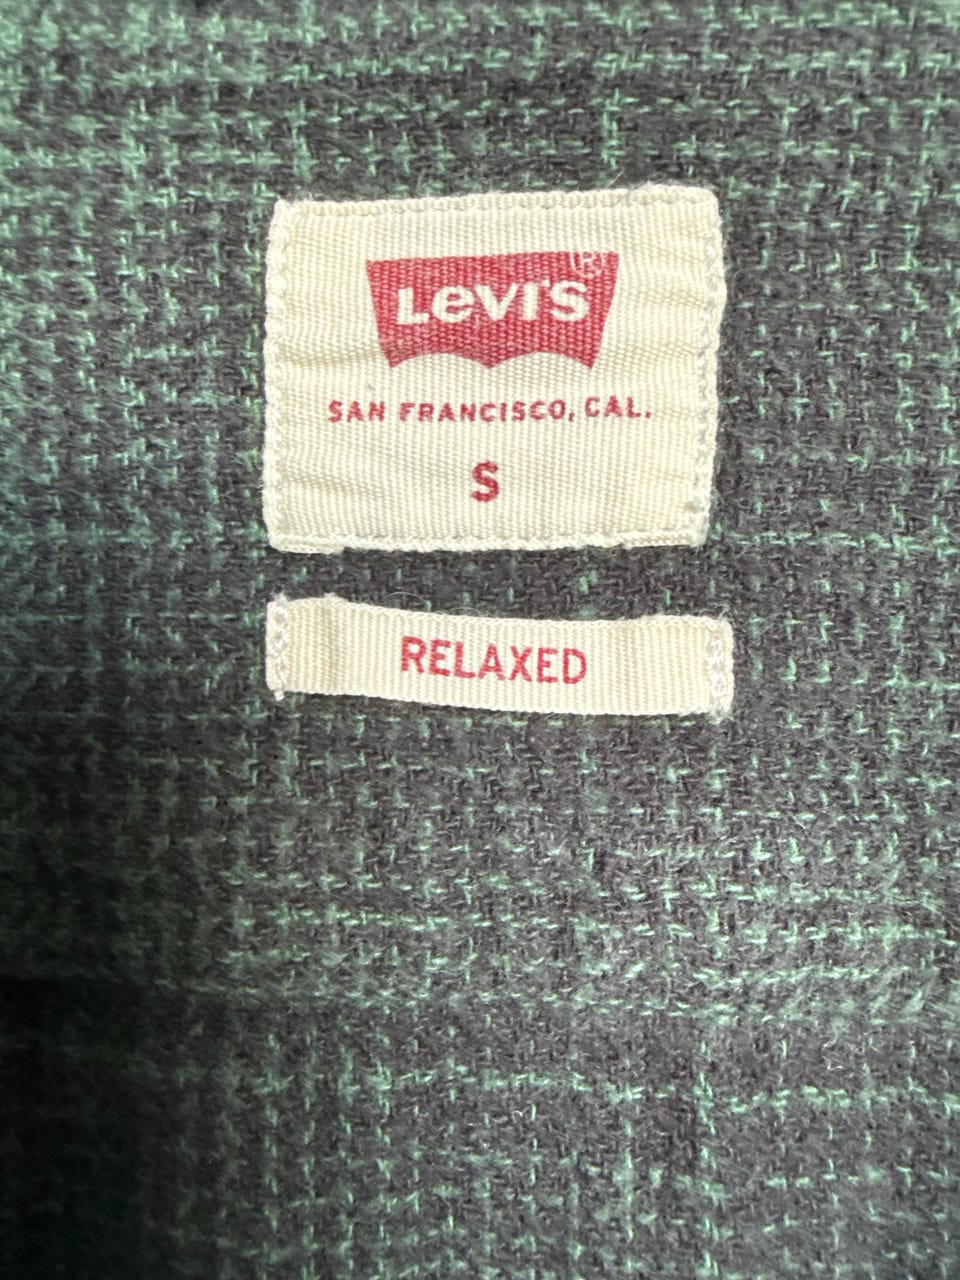 LEVI'S ®
SAN FRANCISCO, CAL.
S
RELAXED